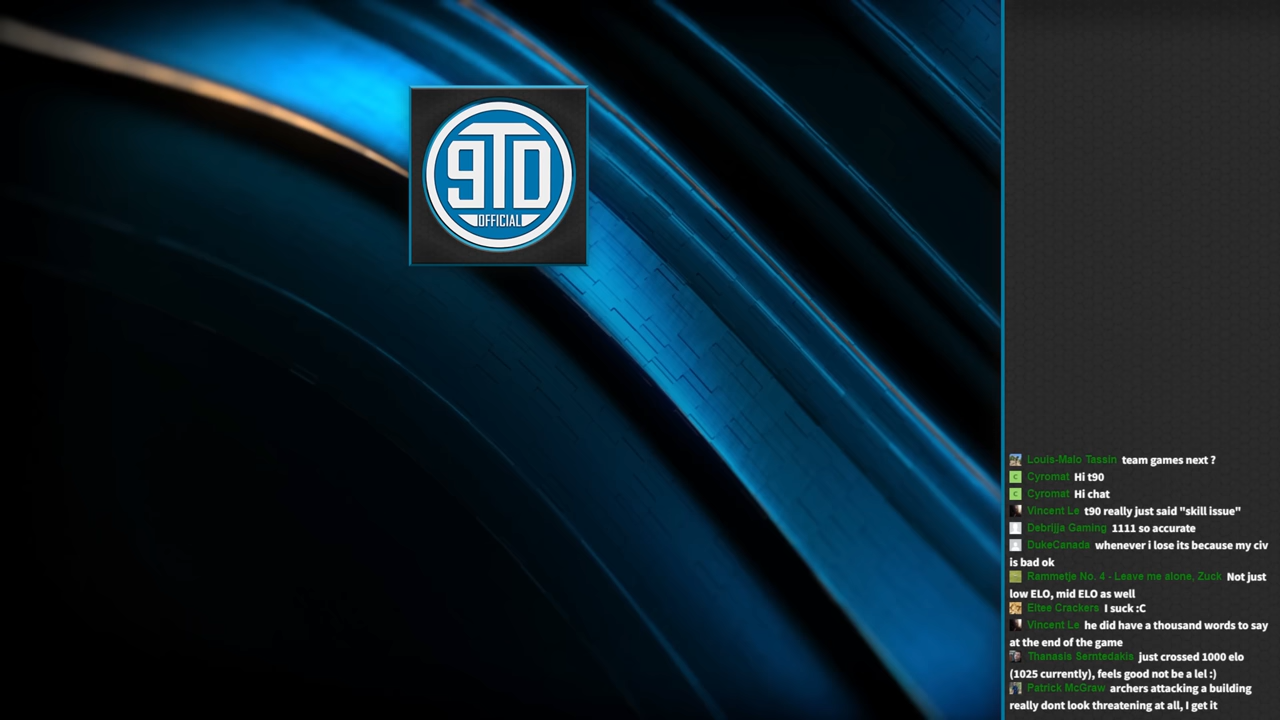 T90
OFFICIAL
Louis-Malo Tassin team games next ?
C Cyromat Hi t90
C Cyromat Hi chat
Vincent Le t90 really just said "skill issue"
Debrijja Gaming 1111 so accurate
DukeCanada whenever i lose its because my civ
is bad ok
Rammetje No. 4 - Leave me alone, Zuck Not just
low ELO, mid ELO as well
Eltee Crackers I suck :C
Vincent Le he did have a thousand words to say
at the end of the game
Thanasis Serntedakis just crossed 1000 elo
(1025 currently), feels good not be a lel :)
Patrick McGraw archers attacking a building
really dont look threatening at all, I get it